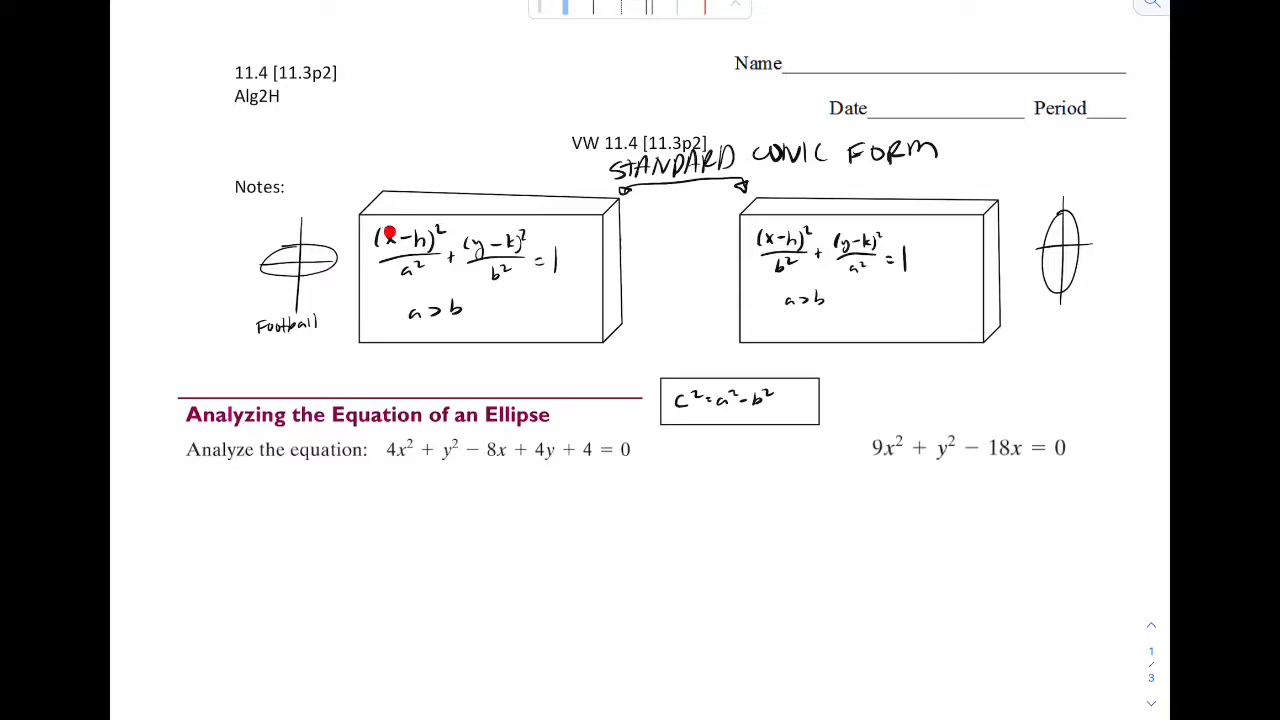 11.4 [11.3p2]
Alg2H
Name
Date Period
VW 11.4 [11.3p2]
STANDARD CONIC FORM
Notes:
(x-h)²/a² + (y-k)²/b² = 1
a > b
Football
(x-h)²/b² + (y-k)²/a² = 1
a > b
c² = a² - b²
Analyzing the Equation of an Ellipse
Analyze the equation: 4x² + y² − 8x + 4y + 4 = 0
9x² + y² − 18x = 0
1
/
3